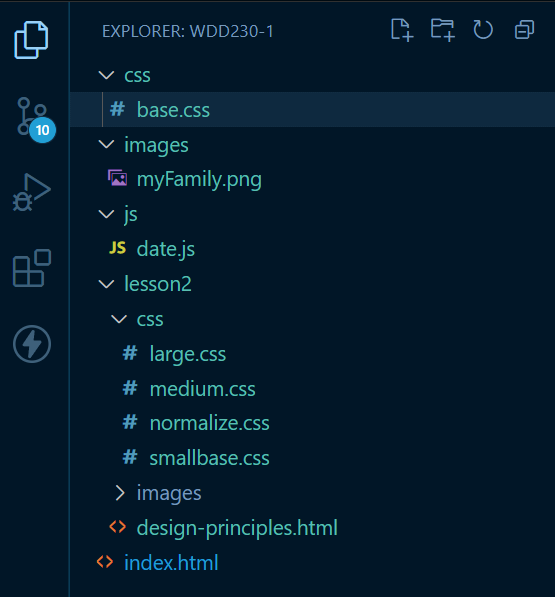 EXPLORER: WDD230-1
css
# base.css
10
images
myFamily.png
js
JS date.js
lesson2
css
# large.css
# medium.css
# normalize.css
# smallbase.css
images
<> design-principles.html
<> index.html